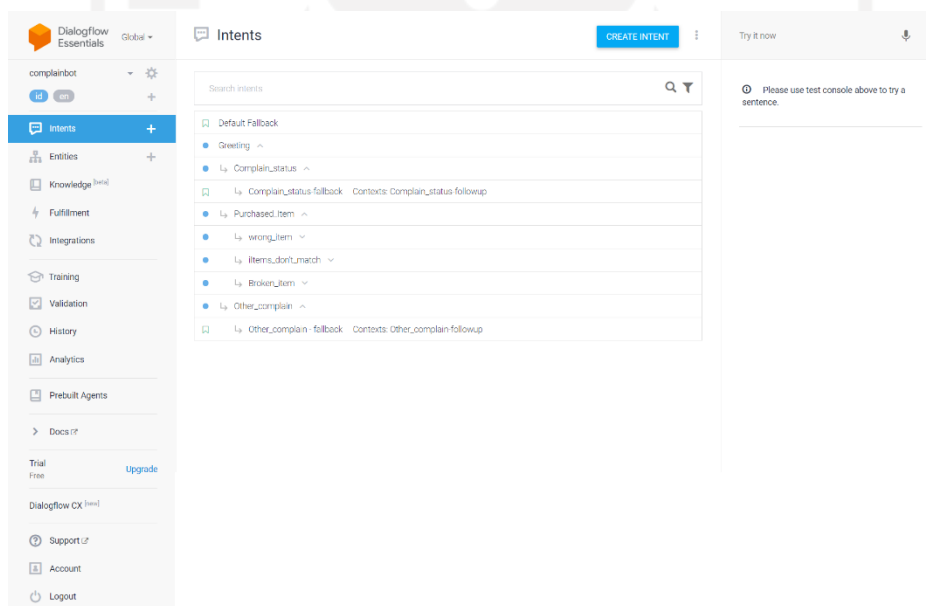 Dialogflow
Essentials
Global
complainbot
id
en
Intents
Entities
Knowledge [beta]
Fulfillment
Integrations
Training
Validation
History
Analytics
Prebuilt Agents
Docs
Trial
Free
Upgrade
Dialogflow CX [new]
Support
Account
Logout
Intents
CREATE INTENT
Search intents
Default Fallback
Greeting
Complain_status
Complain_status-fallback Contexts: Complain_status-followup
Purchased_Item
wrong_item
iItems_don't_match
Broken_item
Other_complain
Other_complain - fallback Contexts: Other_complain-followup
Try it now
Please use test console above to try a
sentence.